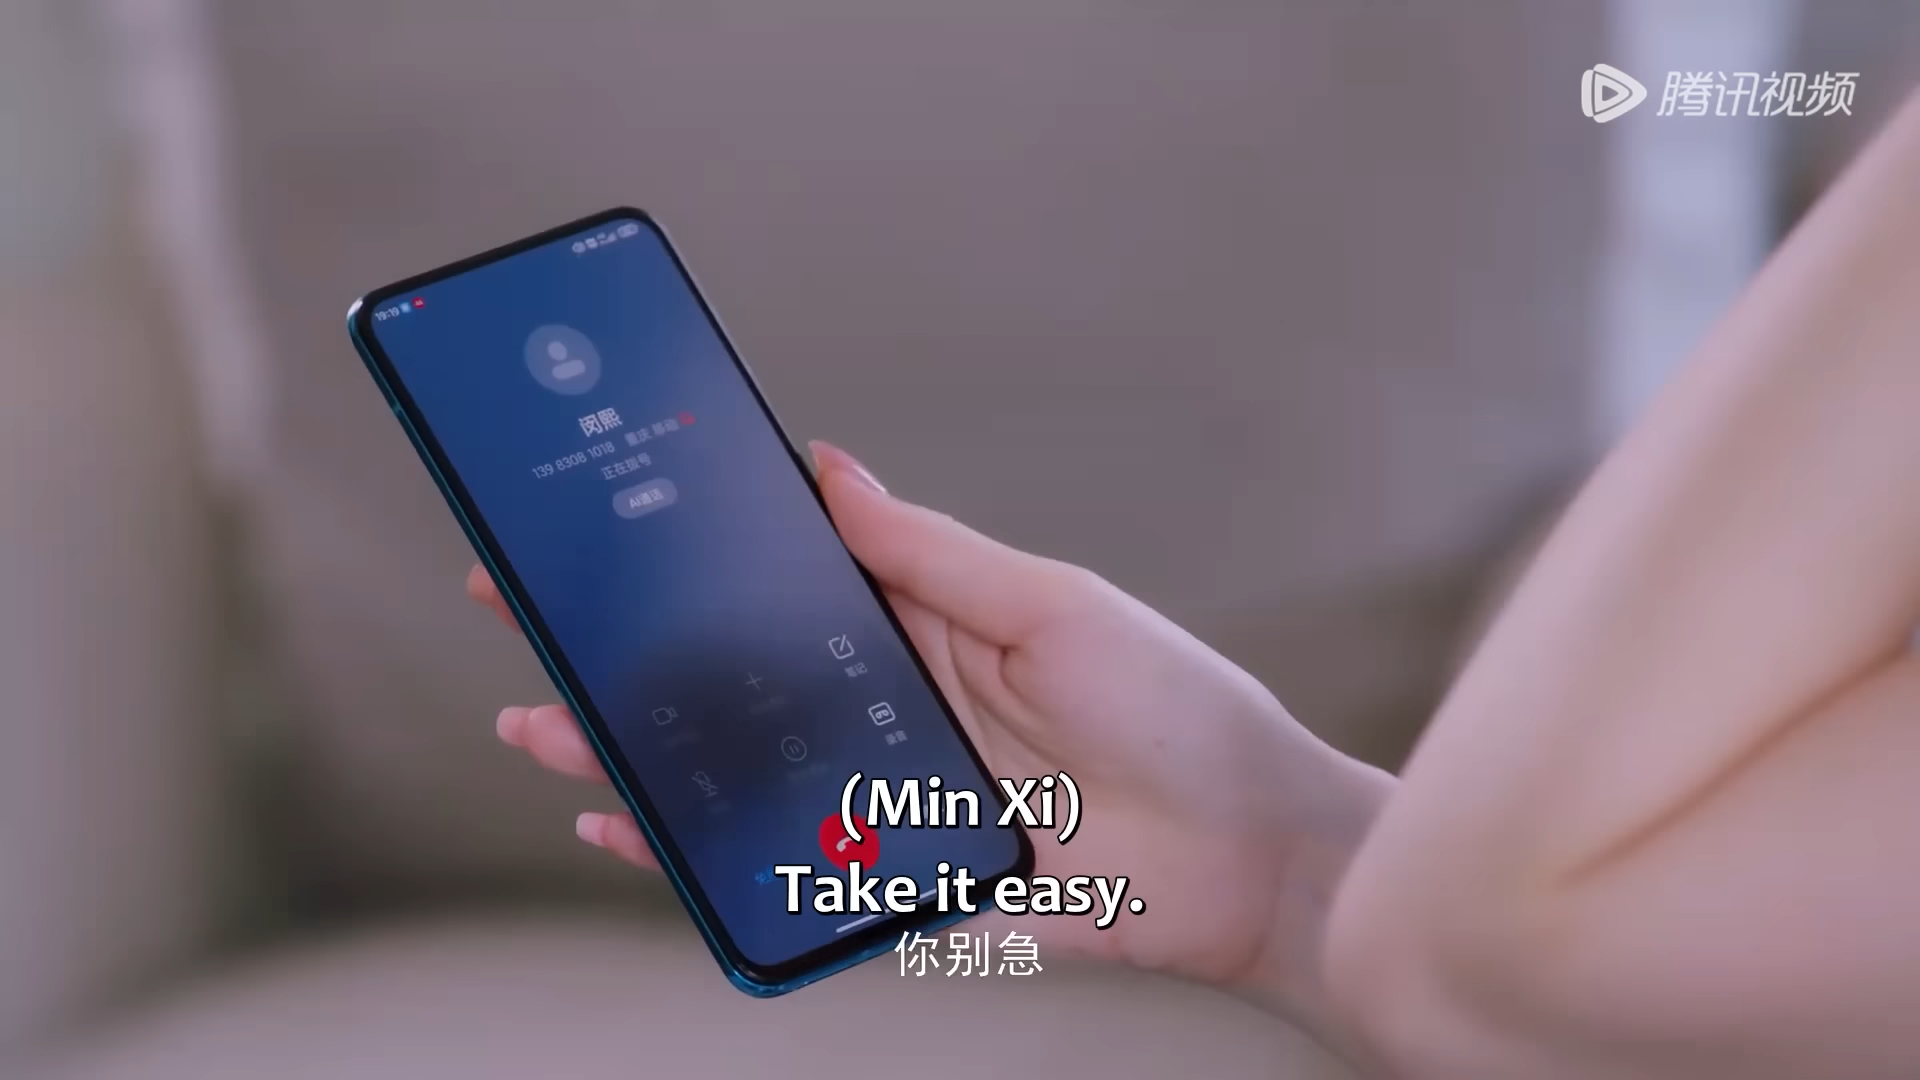 腾讯视频
19:19
闵熙
139 8308 1018 重庆 移动
正在拨号
AI通话
笔记
录音
(Min Xi)
Take it easy.
你别急